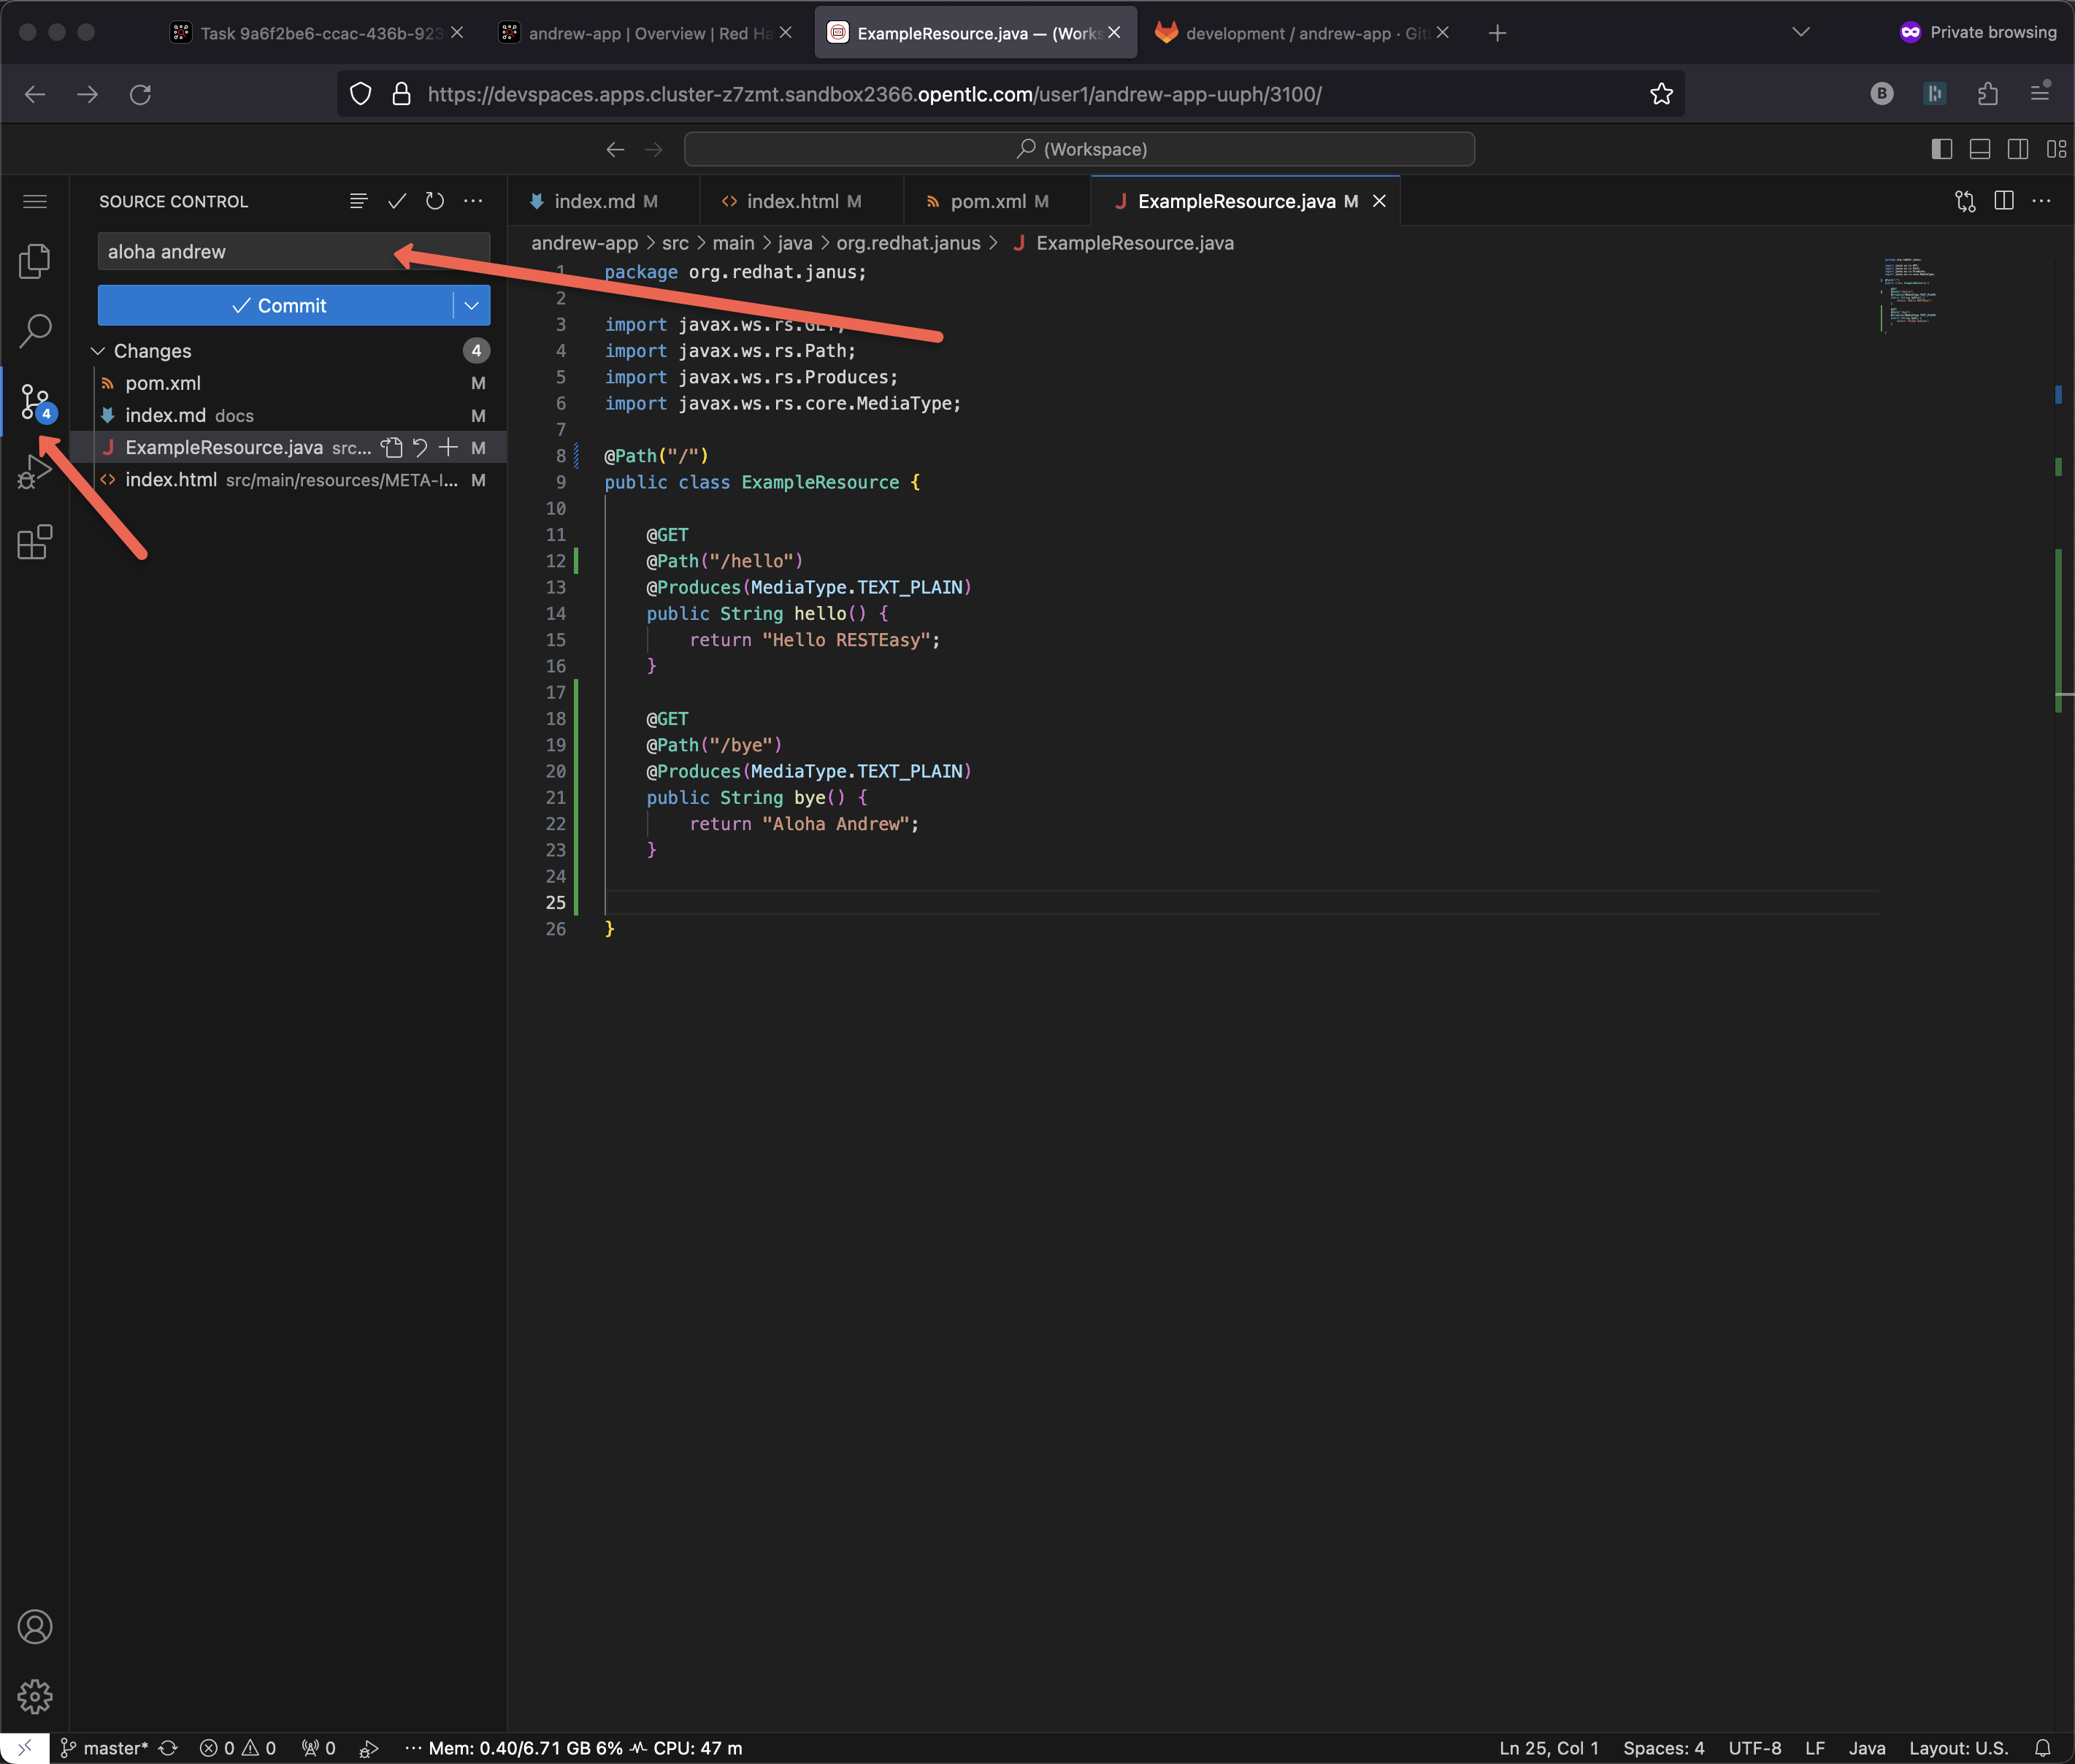 Task 9a6f2be6-ccac-436b-923
andrew-app | Overview | Red Ha
ExampleResource.java — (Works
development / andrew-app · Git
Private browsing
https://devspaces.apps.cluster-z7zmt.sandbox2366.opentlc.com/user1/andrew-app-uuph/3100/
B
(Workspace)
SOURCE CONTROL
index.md M
index.html M
pom.xml M
J ExampleResource.java M
aloha andrew
Commit
Changes 4
pom.xml M
index.md docs M
J ExampleResource.java src... M
index.html src/main/resources/META-I... M
4
andrew-app > src > main > java > org.redhat.janus > J ExampleResource.java
1 package org.redhat.janus;
2
3 import javax.ws.rs.GET;
4 import javax.ws.rs.Path;
5 import javax.ws.rs.Produces;
6 import javax.ws.rs.core.MediaType;
7
8 @Path("/")
9 public class ExampleResource {
10
11 @GET
12 @Path("/hello")
13 @Produces(MediaType.TEXT_PLAIN)
14 public String hello() {
15 return "Hello RESTEasy";
16 }
17
18 @GET
19 @Path("/bye")
20 @Produces(MediaType.TEXT_PLAIN)
21 public String bye() {
22 return "Aloha Andrew";
23 }
24
25
26 }
master* 0 0 0 ··· Mem: 0.40/6.71 GB 6% CPU: 47 m
Ln 25, Col 1 Spaces: 4 UTF-8 LF Java Layout: U.S.